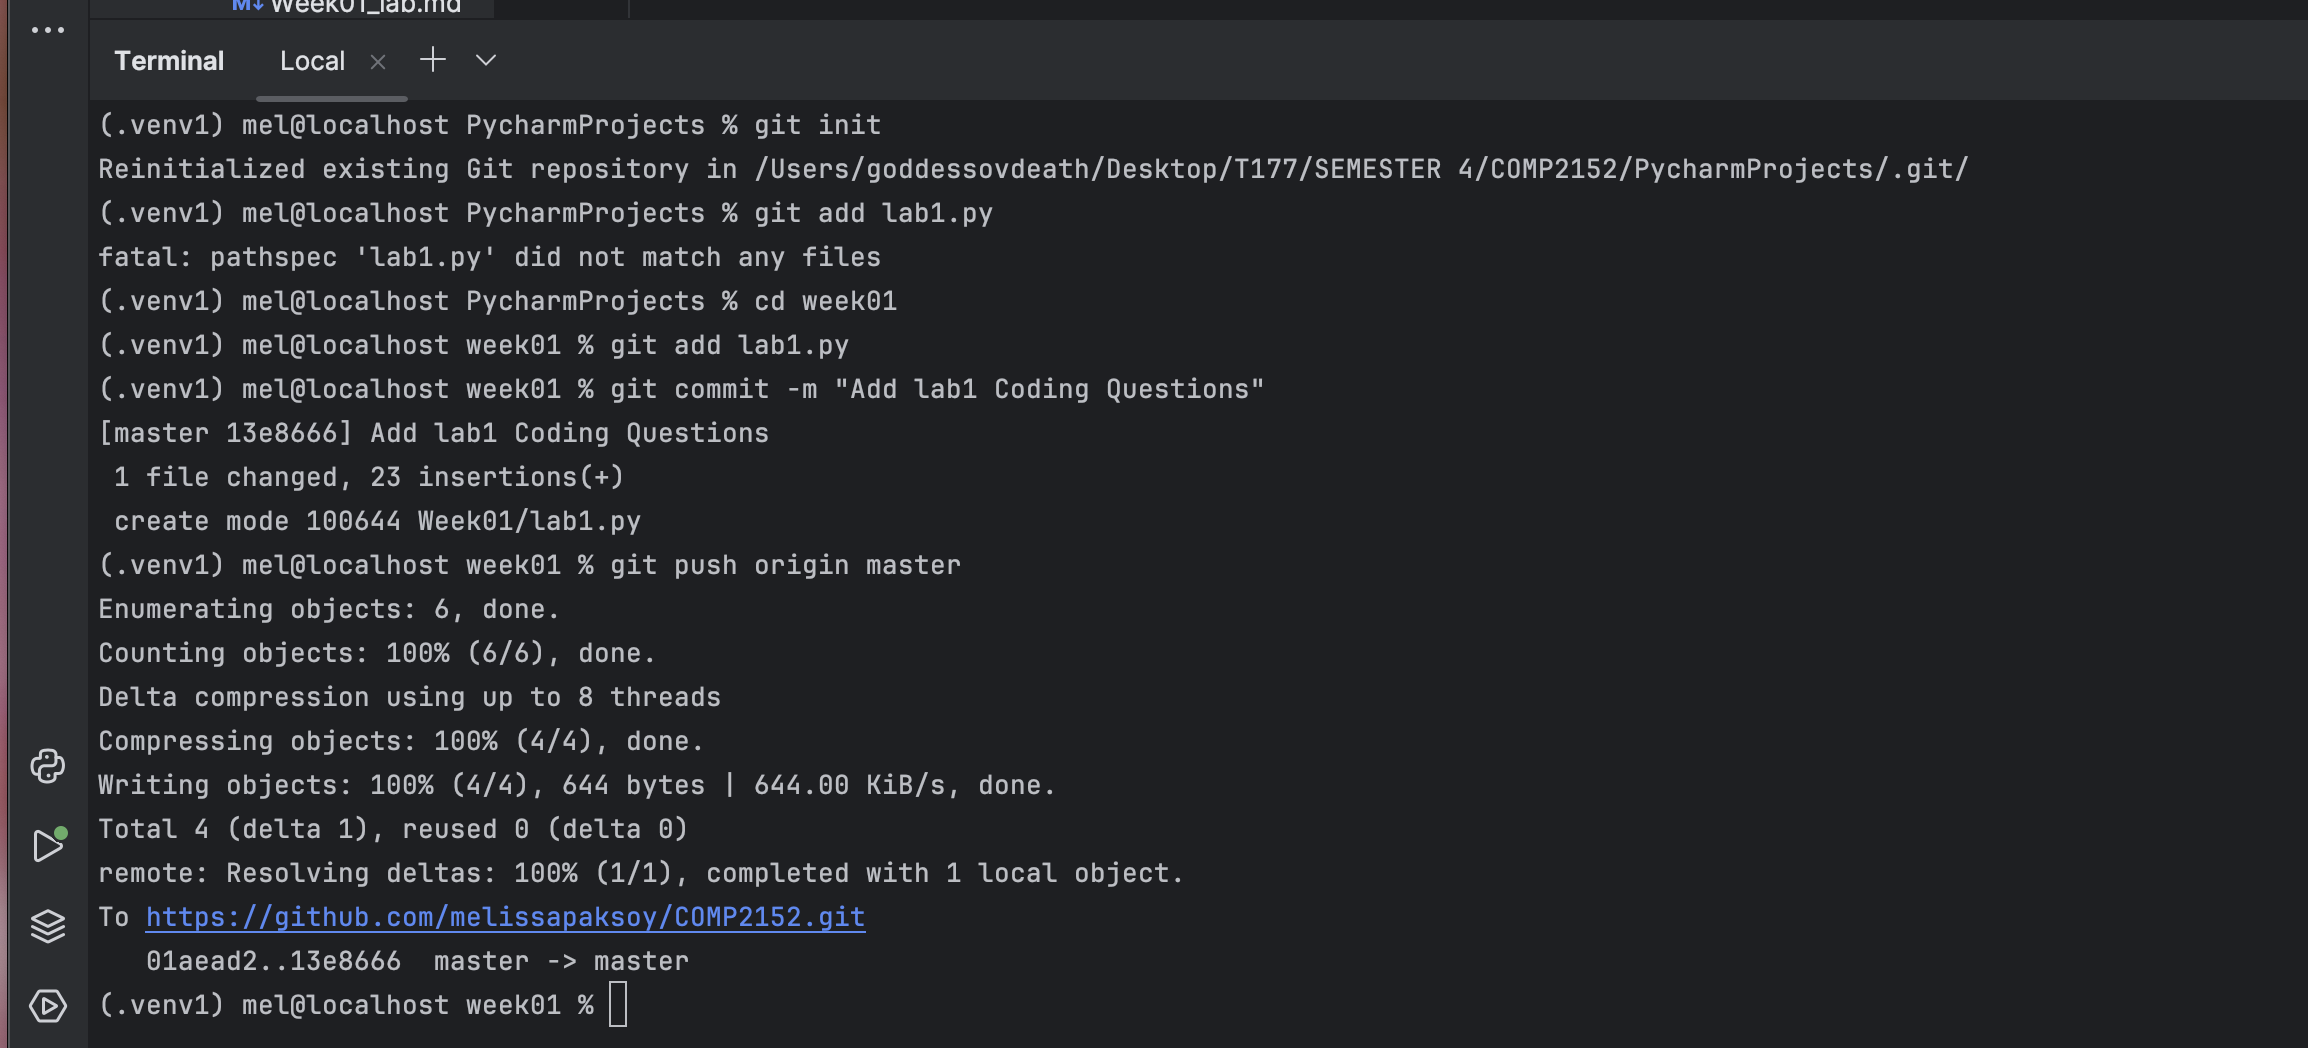 Week01_lab.md
Terminal Local
(.venv1) mel@localhost PycharmProjects % git init
Reinitialized existing Git repository in /Users/goddessovdeath/Desktop/T177/SEMESTER 4/COMP2152/PycharmProjects/.git/
(.venv1) mel@localhost PycharmProjects % git add lab1.py
fatal: pathspec 'lab1.py' did not match any files
(.venv1) mel@localhost PycharmProjects % cd week01
(.venv1) mel@localhost week01 % git add lab1.py
(.venv1) mel@localhost week01 % git commit -m "Add lab1 Coding Questions"
[master 13e8666] Add lab1 Coding Questions
 1 file changed, 23 insertions(+)
 create mode 100644 Week01/lab1.py
(.venv1) mel@localhost week01 % git push origin master
Enumerating objects: 6, done.
Counting objects: 100% (6/6), done.
Delta compression using up to 8 threads
Compressing objects: 100% (4/4), done.
Writing objects: 100% (4/4), 644 bytes | 644.00 KiB/s, done.
Total 4 (delta 1), reused 0 (delta 0)
remote: Resolving deltas: 100% (1/1), completed with 1 local object.
To https://github.com/melissapaksoy/COMP2152.git
   01aead2..13e8666  master -> master
(.venv1) mel@localhost week01 %